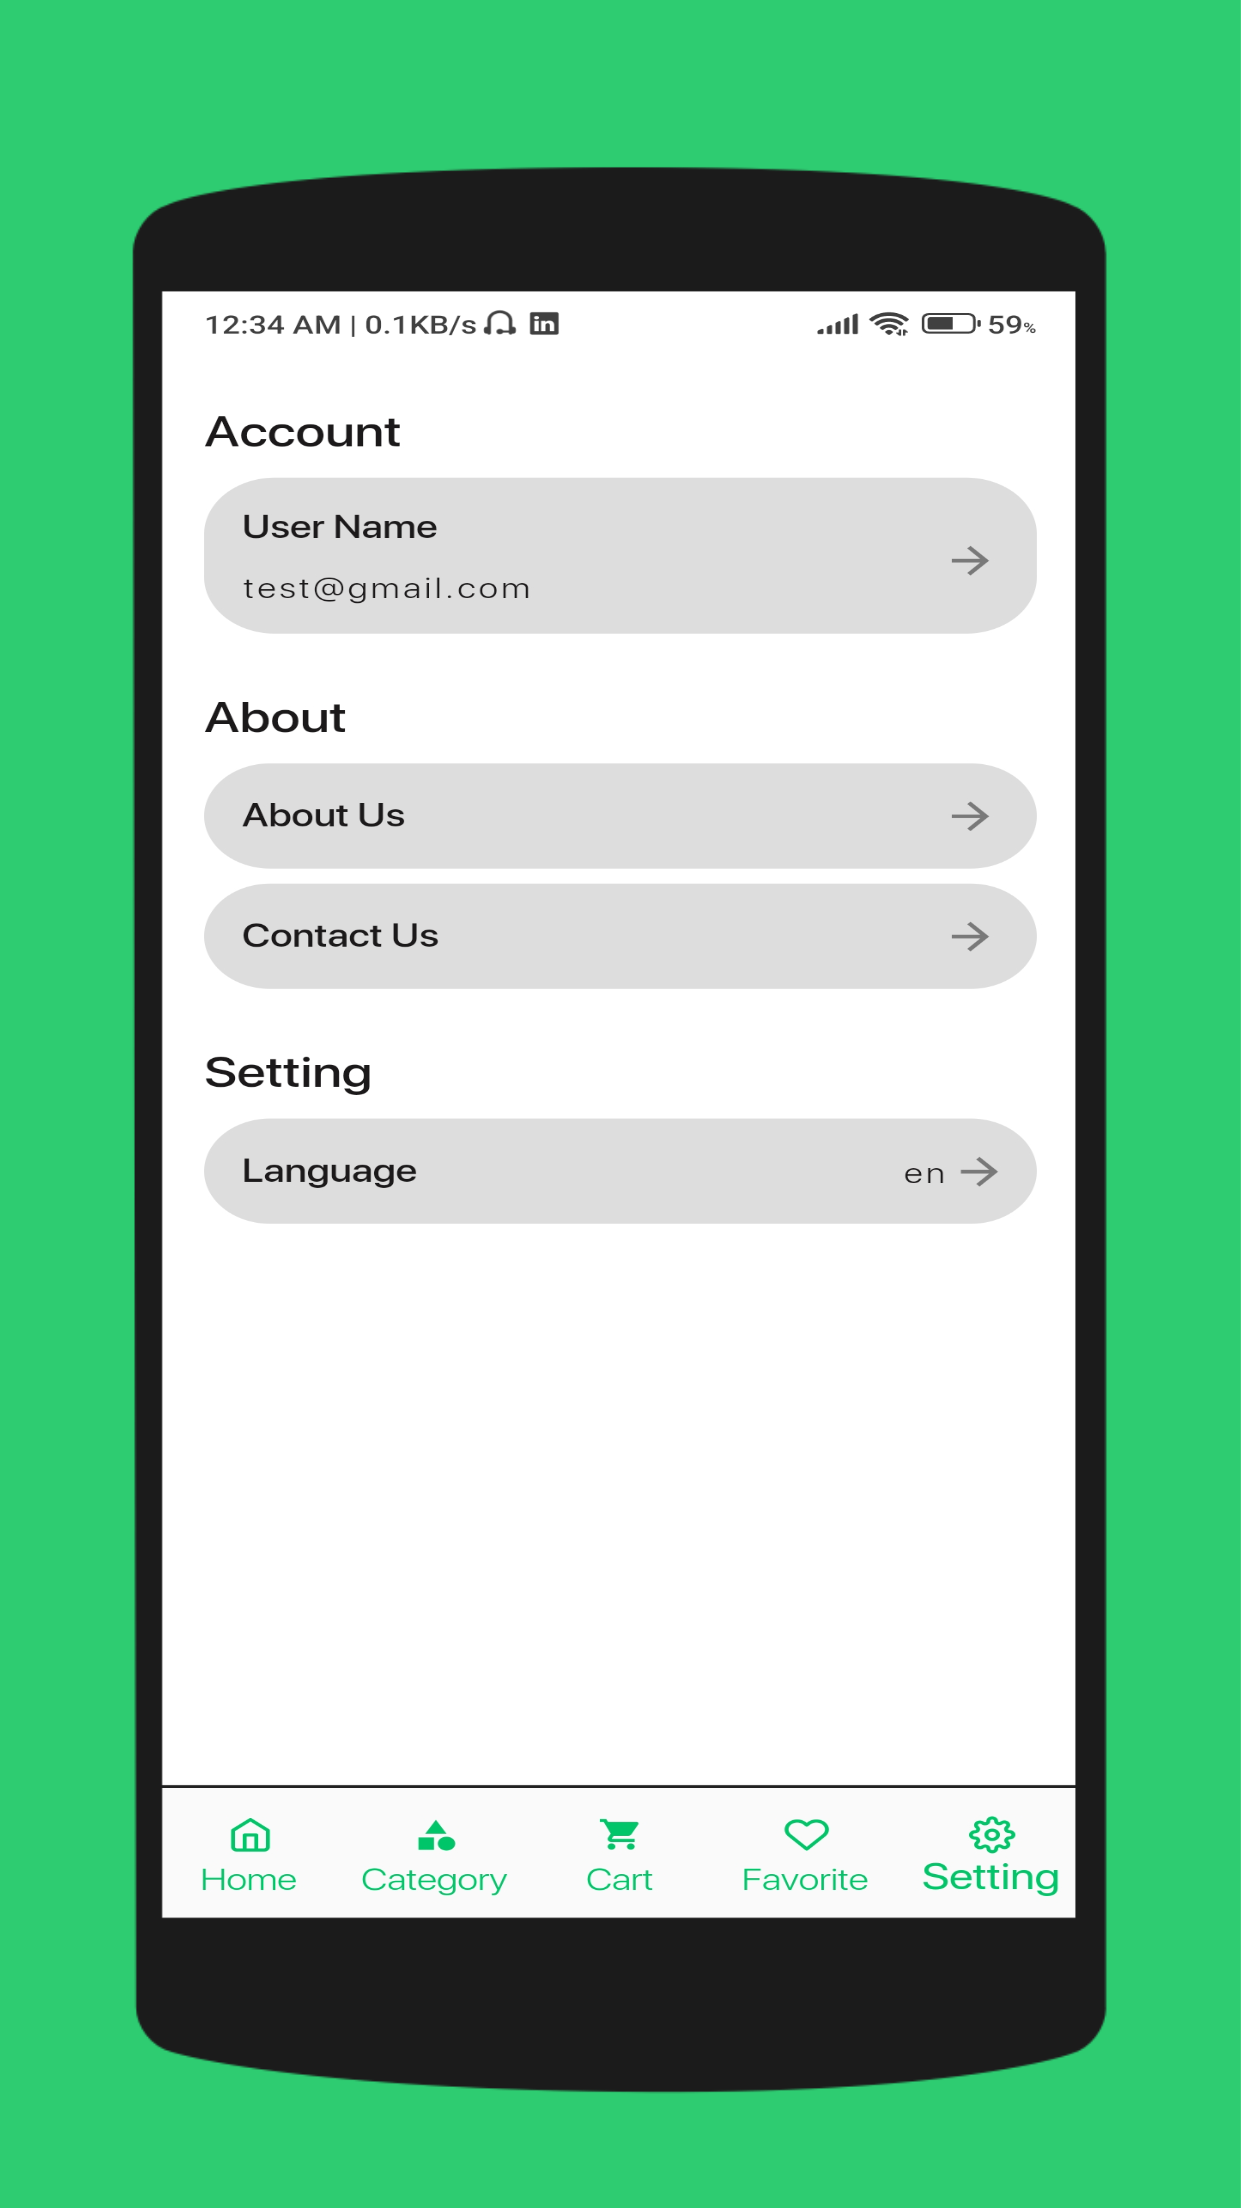 12:34 AM | 0.1KB/s in 59%
Account
User Name
test@gmail.com
About
About Us
Contact Us
Setting
Language en
Home Category Cart Favorite Setting